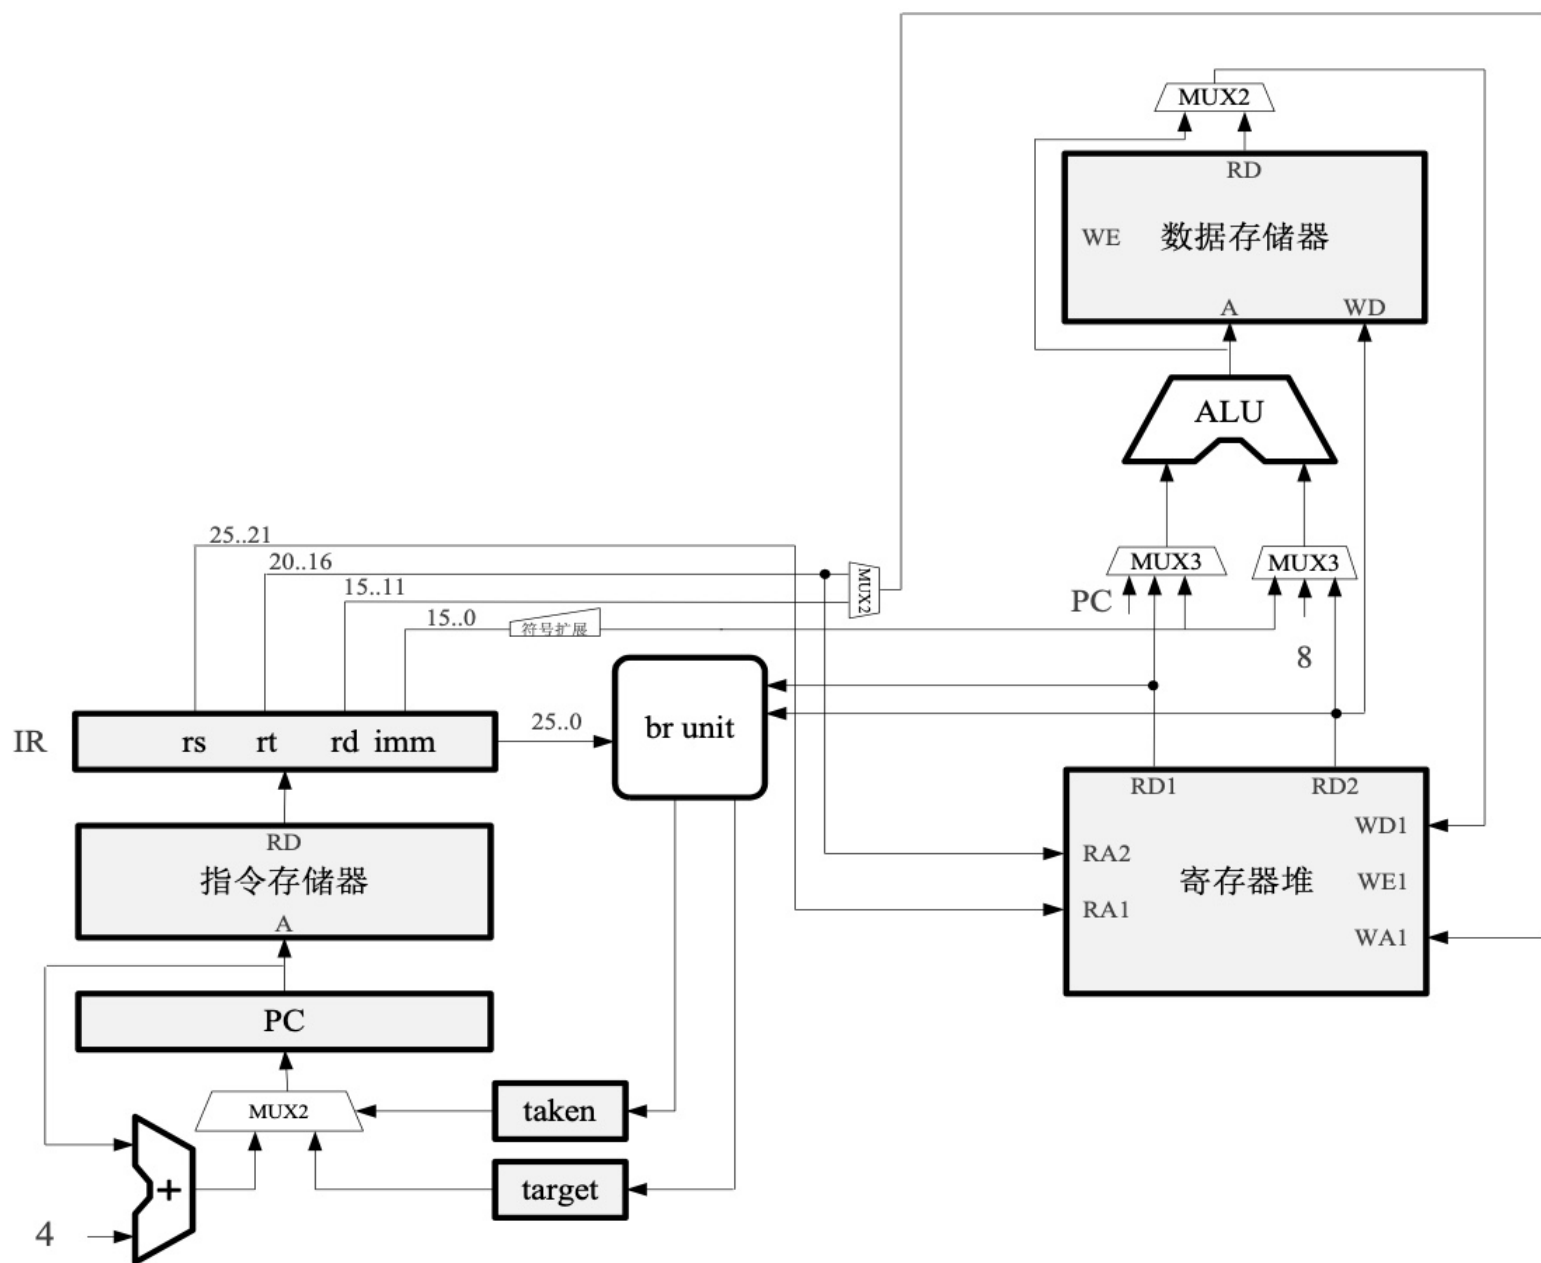 MUX2
RD
WE 数据存储器
A WD
ALU
25..21
20..16
MUX2
MUX3 MUX3
15..11
PC
15..0 符号扩展
8
25..0
br unit
IR rs rt rd imm
RD1 RD2
WD1
RD
RA2
指令存储器
寄存器堆 WE1
RA1
A
WA1
PC
MUX2
taken
+
target
4